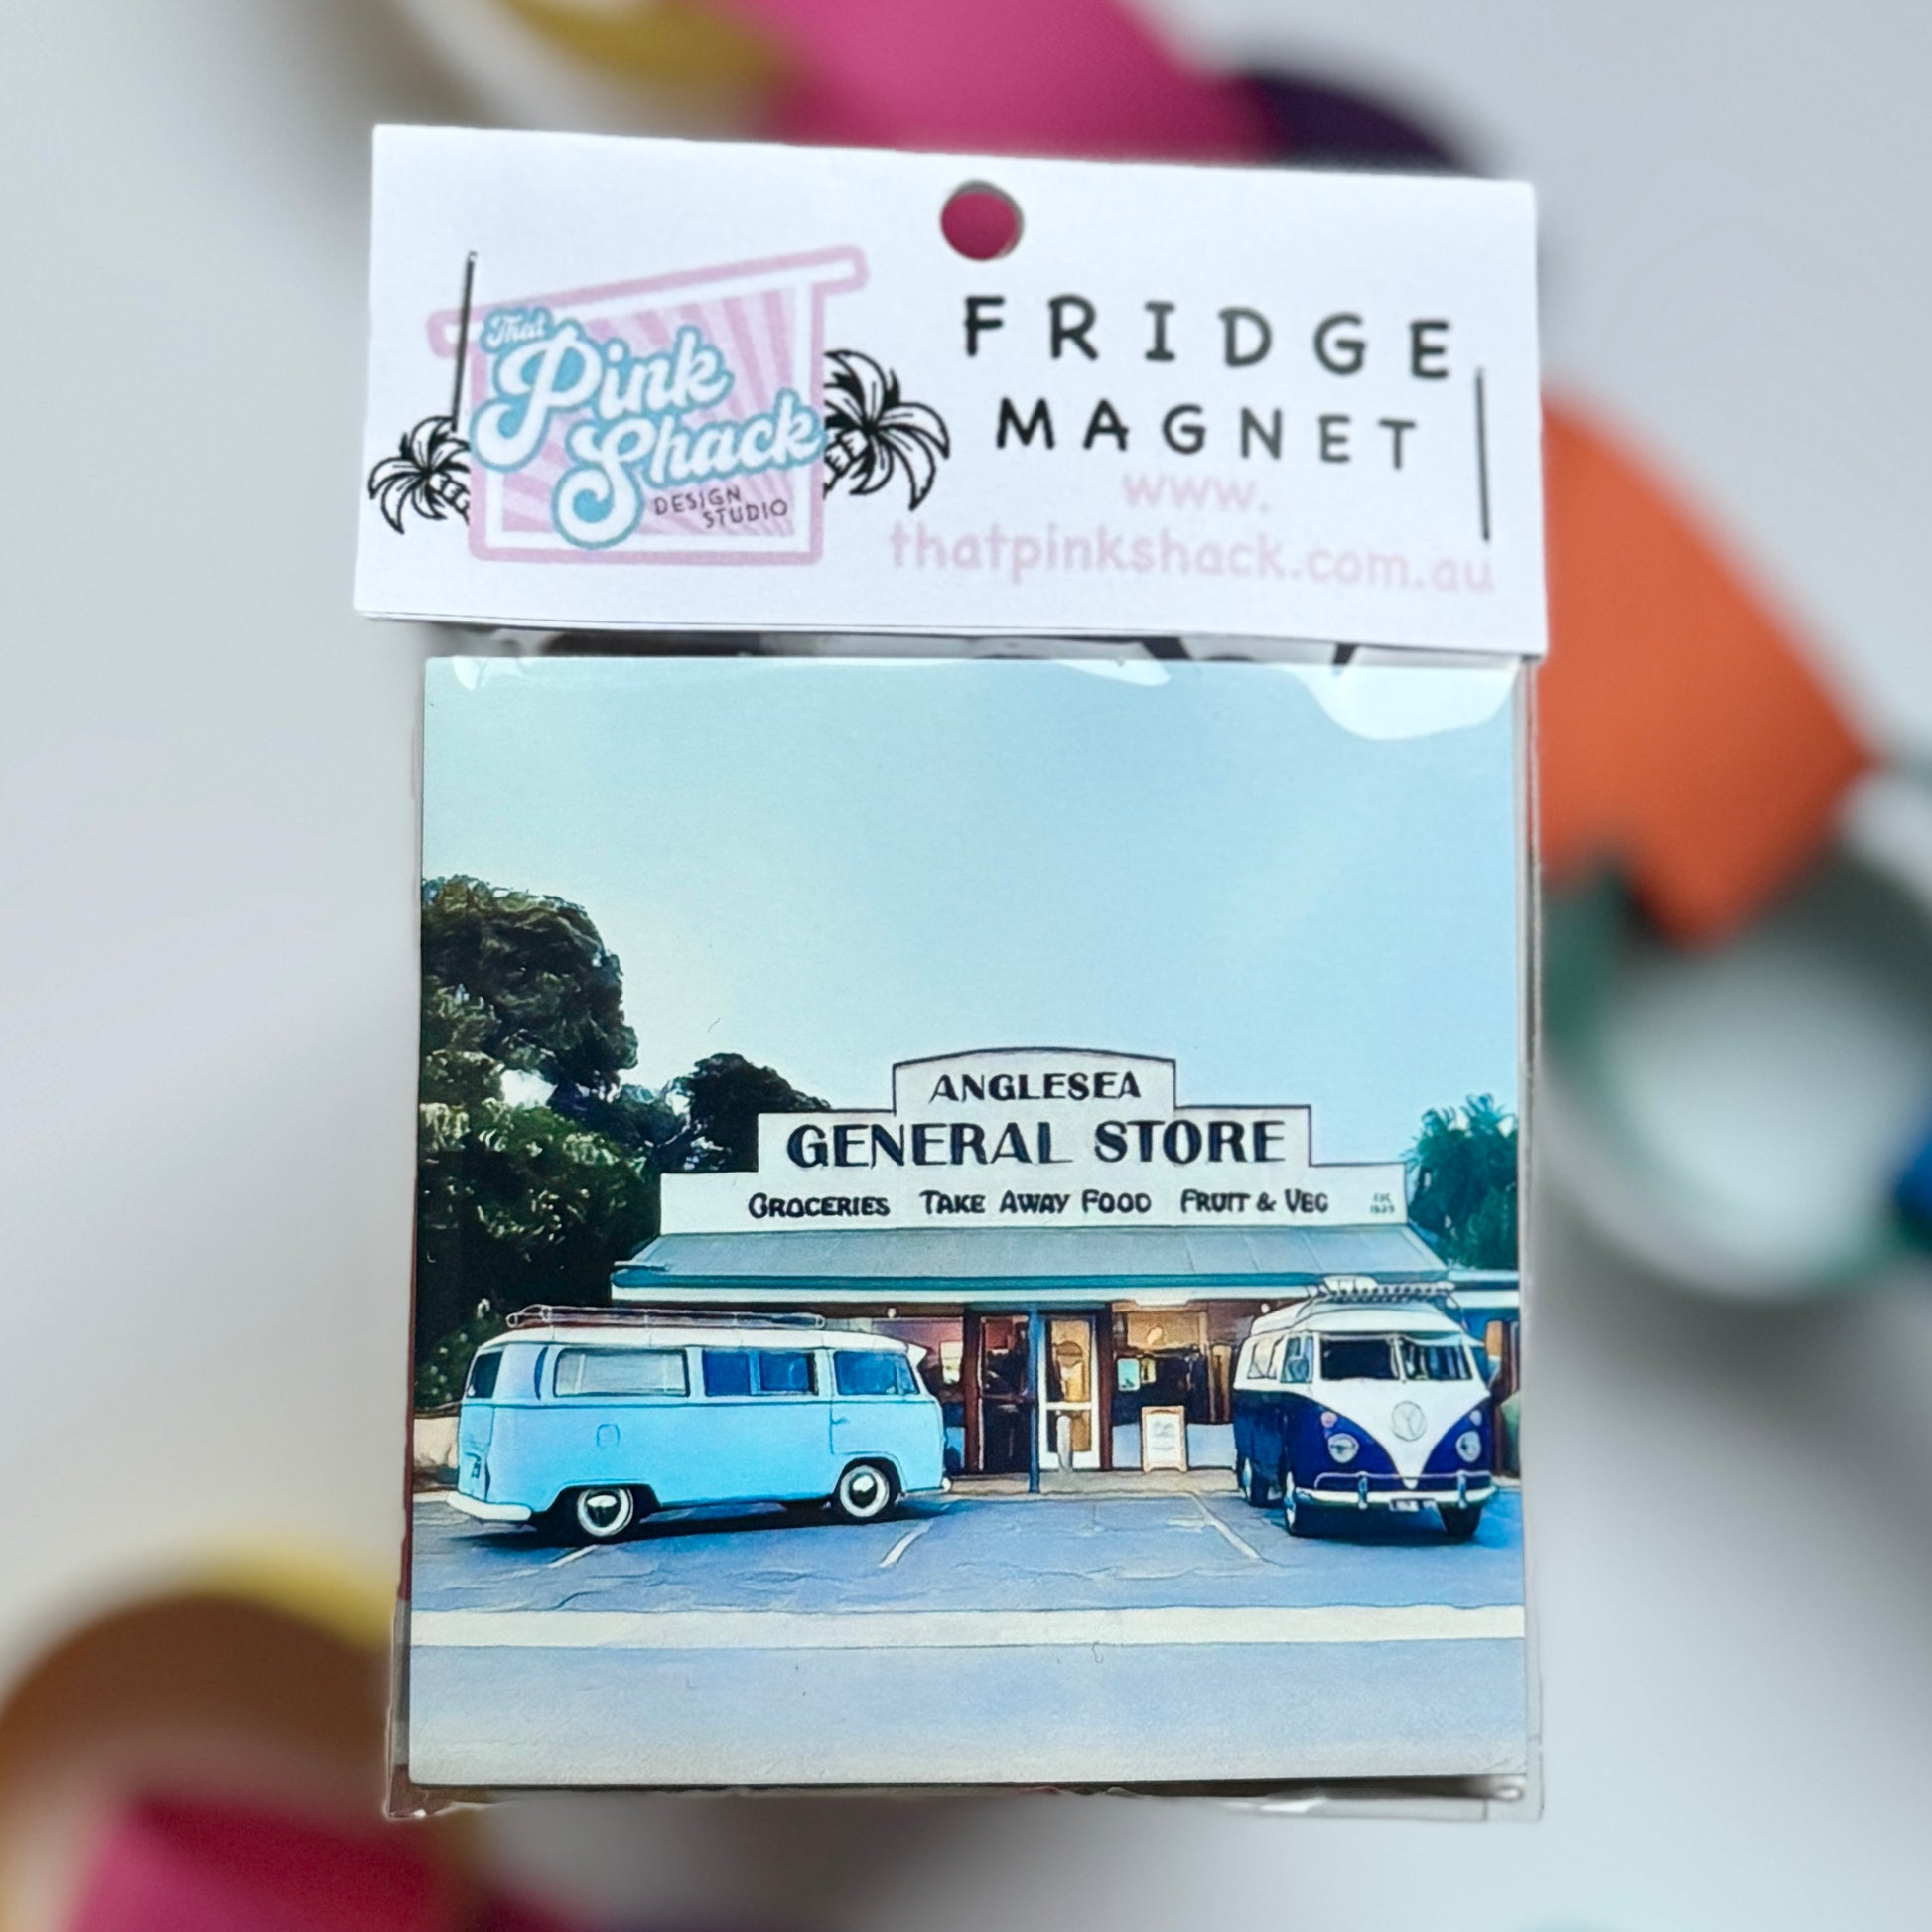 That
Pink
Shack
DESIGN
STUDIO
FRIDGE
MAGNET
www.
thatpinkshack.com.au
ANGLESEA
GENERAL STORE
GROCERIES TAKE AWAY FOOD FRUIT & VEG